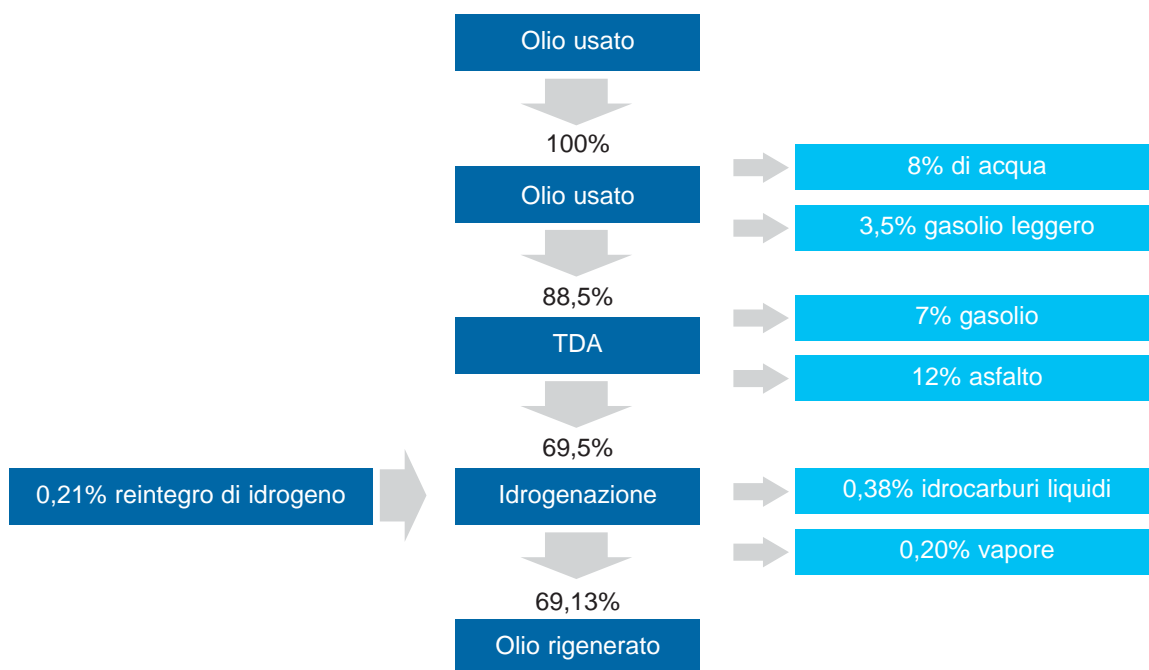 Olio usato
100%
Olio usato
8% di acqua
3,5% gasolio leggero
88,5%
TDA
7% gasolio
12% asfalto
69,5%
0,21% reintegro di idrogeno
Idrogenazione
0,38% idrocarburi liquidi
0,20% vapore
69,13%
Olio rigenerato